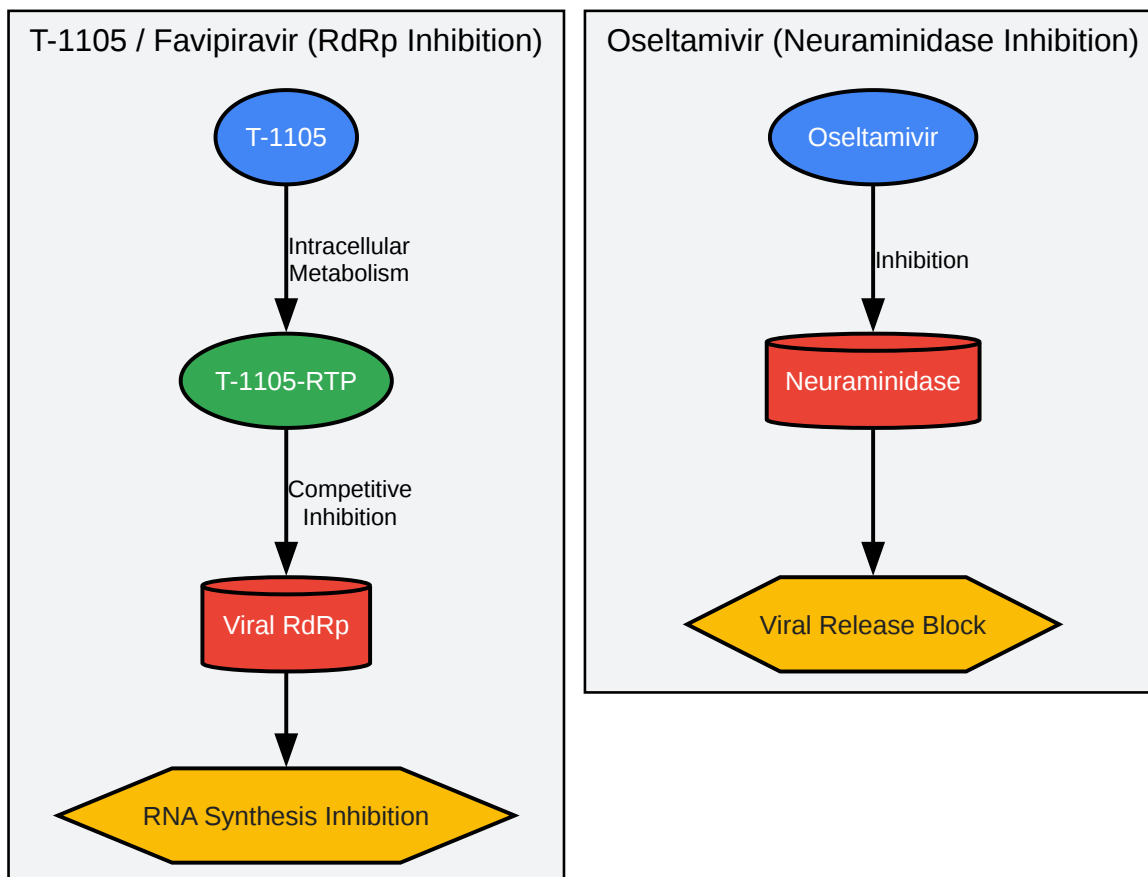 T-1105 / Favipiravir (RdRp Inhibition)
T-1105
Intracellular
Metabolism
T-1105-RTP
Competitive
Inhibition
Viral RdRp
RNA Synthesis Inhibition
Oseltamivir (Neuraminidase Inhibition)
Oseltamivir
Inhibition
Neuraminidase
Viral Release Block